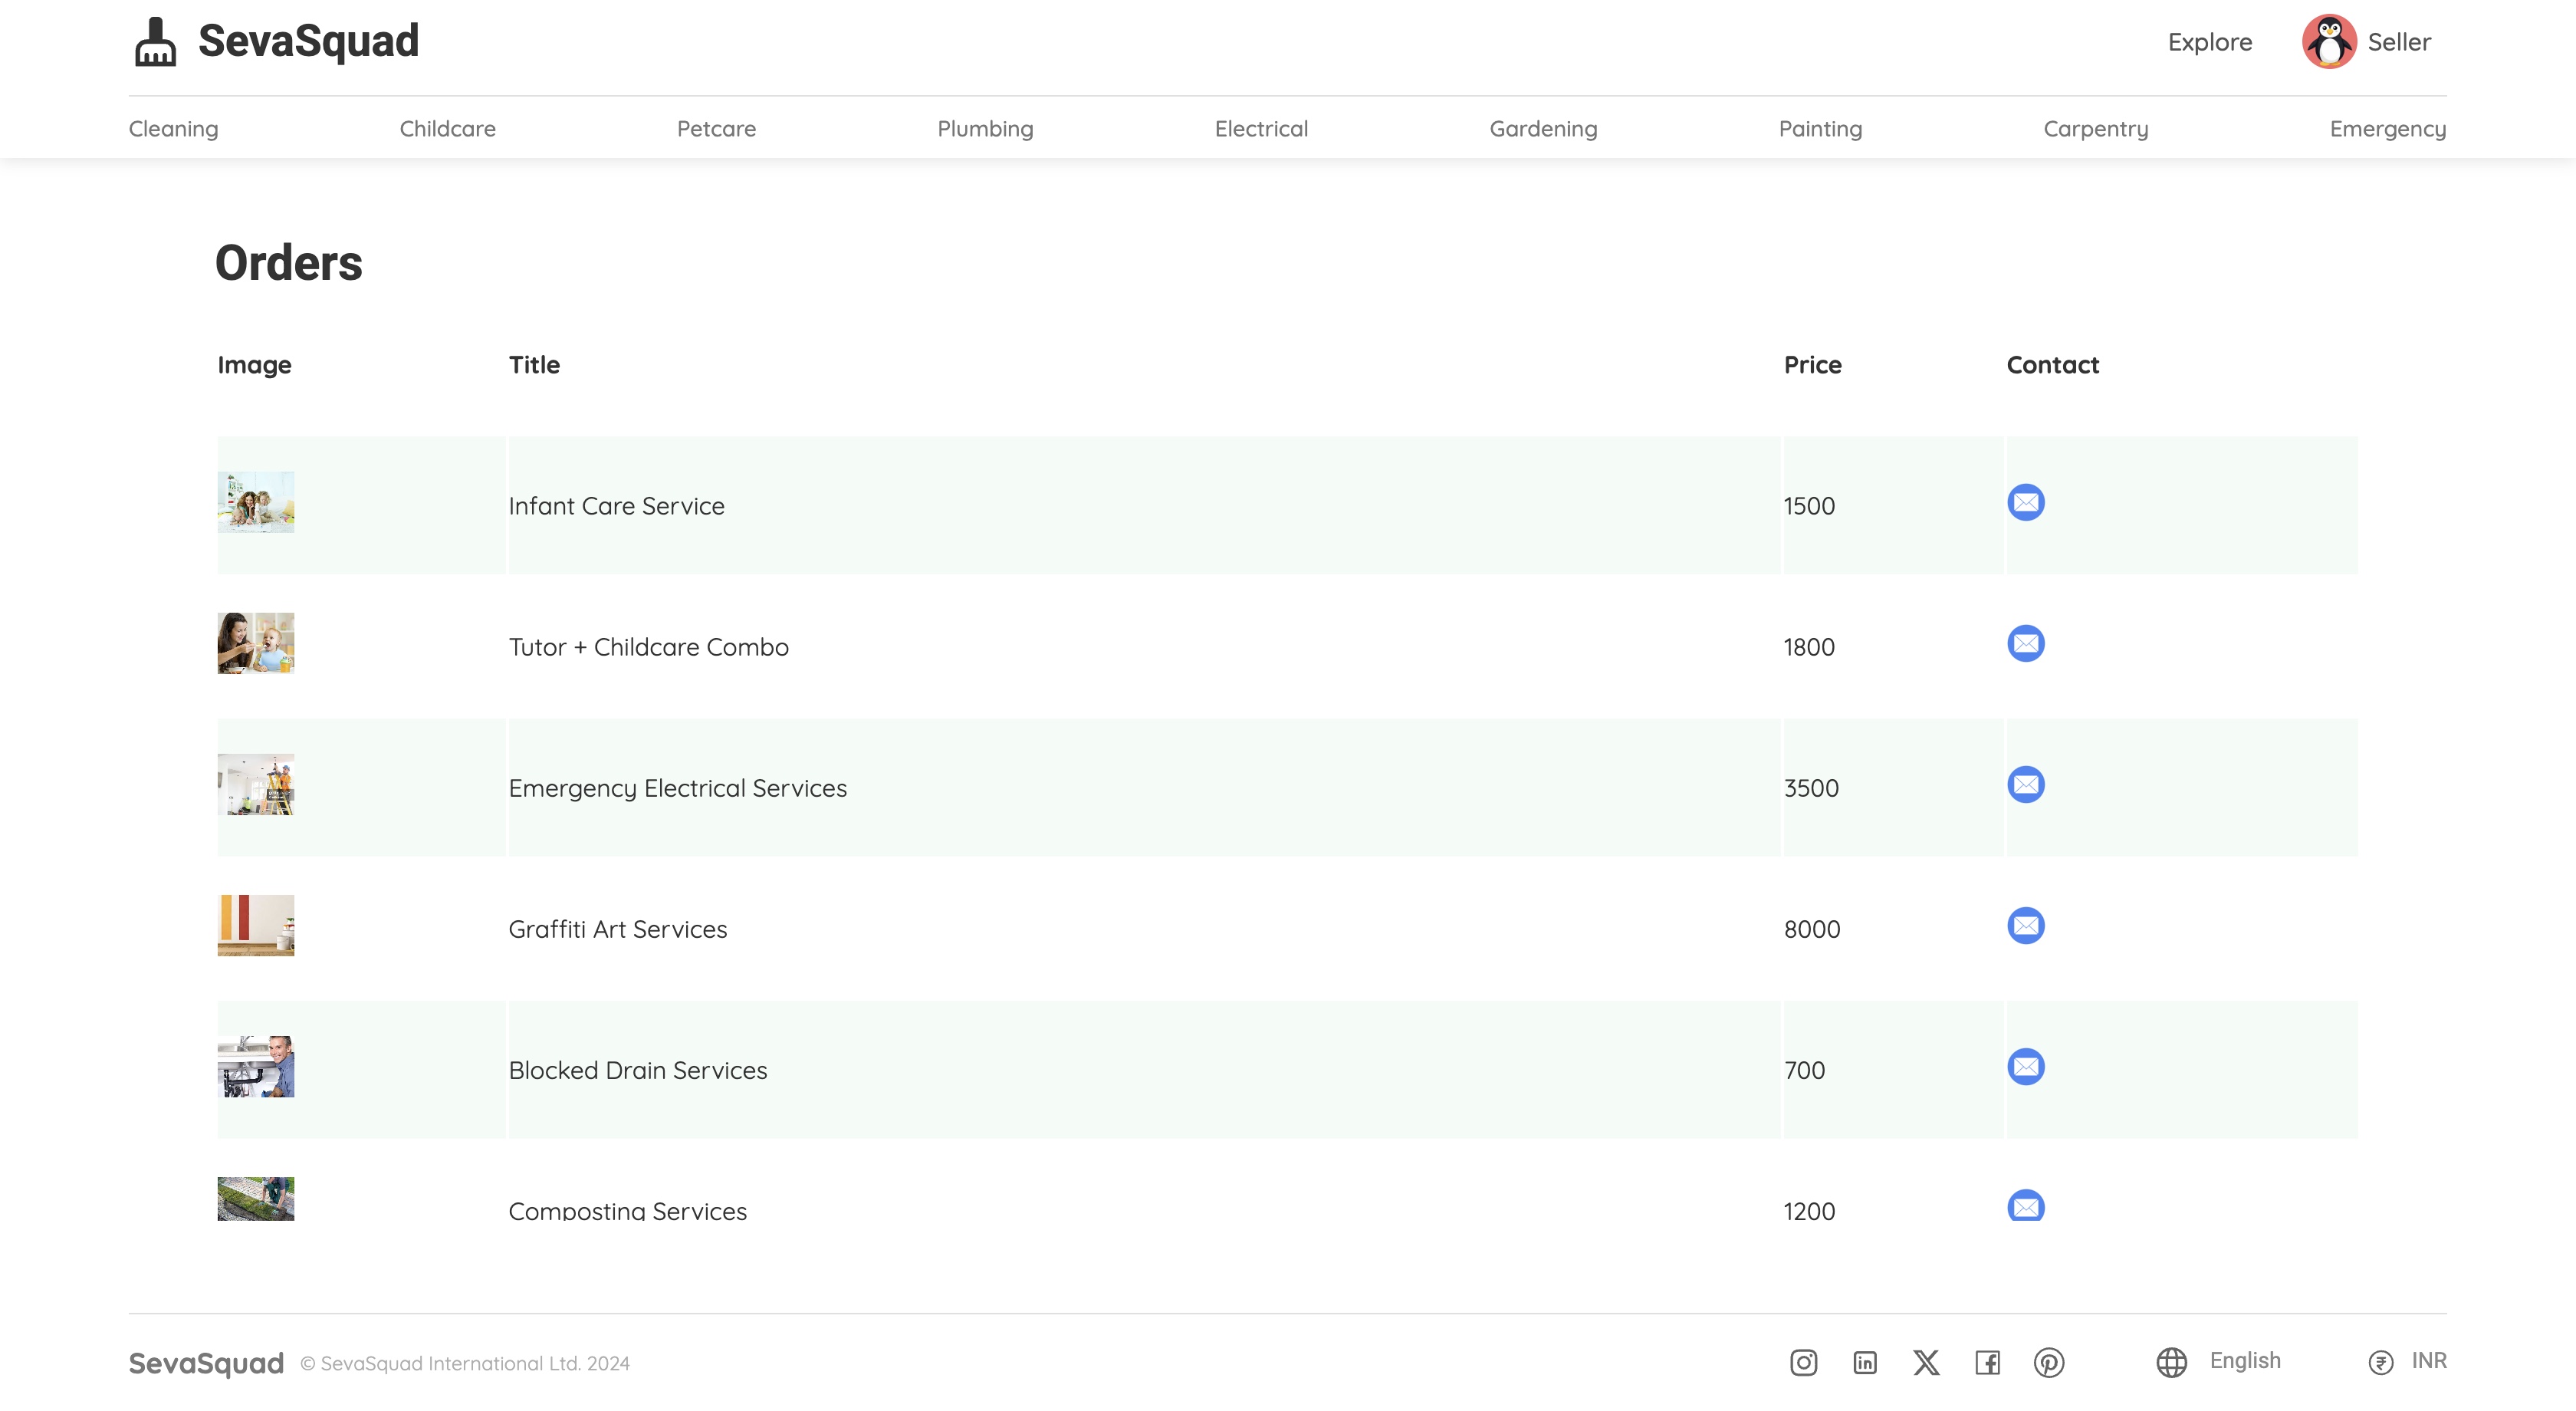 SevaSquad
Explore Seller
Cleaning Childcare Petcare Plumbing Electrical Gardening Painting Carpentry Emergency
Orders
Image Title Price Contact
Infant Care Service 1500
Tutor + Childcare Combo 1800
Emergency Electrical Services 3500
Graffiti Art Services 8000
Blocked Drain Services 700
Composting Services 1200
SevaSquad © SevaSquad International Ltd. 2024 English INR